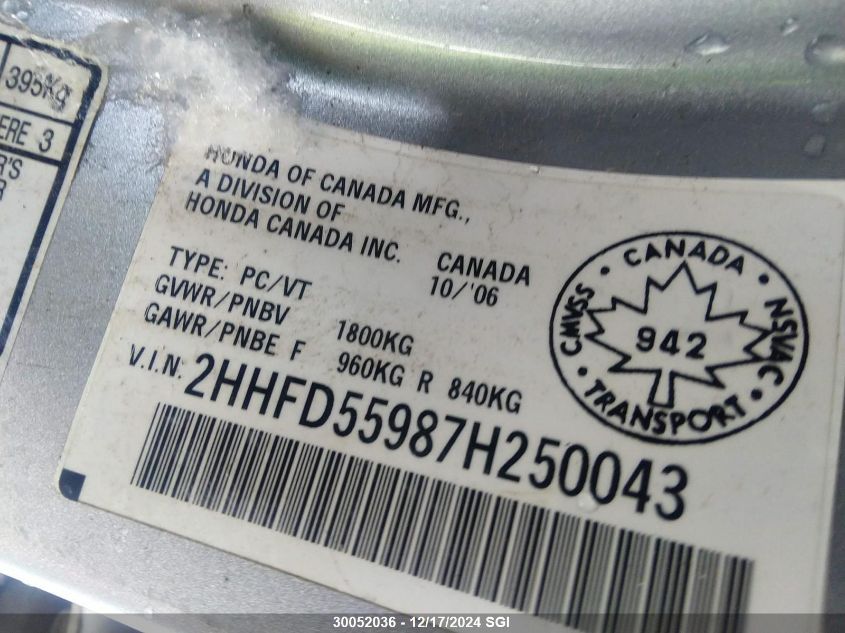 395Kg
ERE 3
R'S
R
HONDA OF CANADA MFG.,
A DIVISION OF
HONDA CANADA INC.
CANADA
10/'06
TYPE: PC/VT
GVWR/PNBV 1800KG
GAWR/PNBE F 960KG R 840KG
V.I.N. 2HHFD55987H250043
CANADA
CMVSS NSVAC
942
TRANSPORT
30052036 - 12/17/2024 SGI